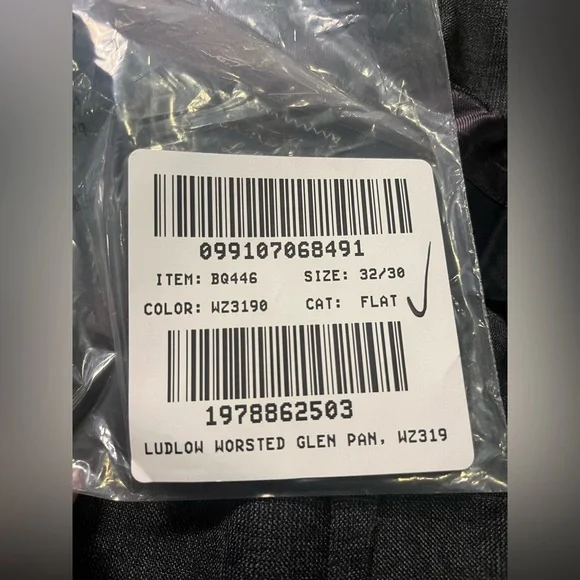 099107068491
ITEM: BQ446 SIZE: 32/30
COLOR: WZ3190 CAT: FLAT
1978862503
LUDLOW WORSTED GLEN PAN, WZ319